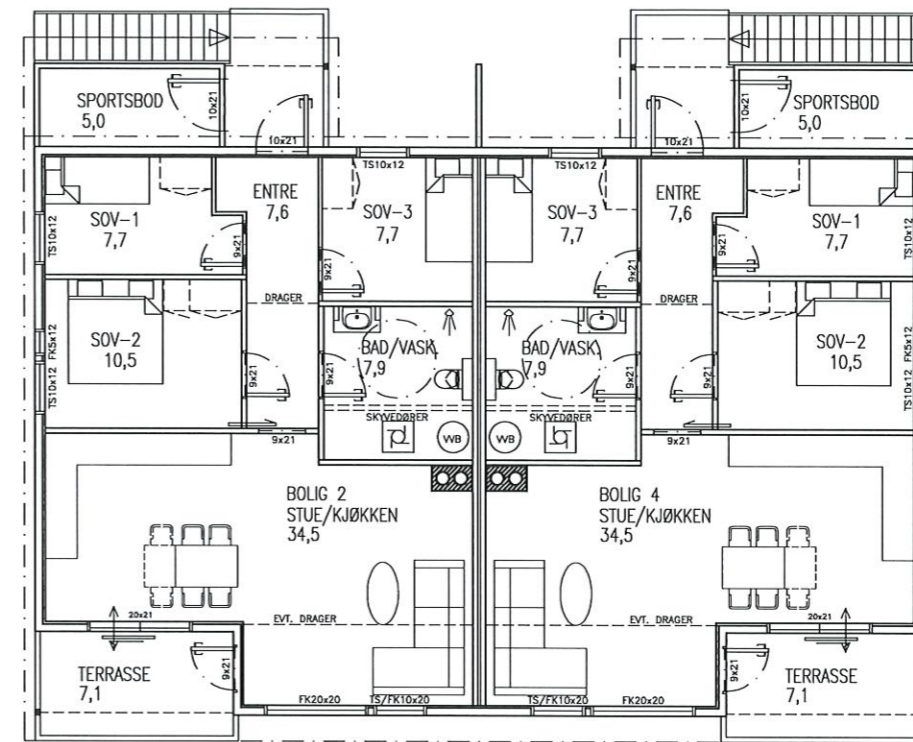 SPORTSBOD
5,0
10x21
10x21
TS10x12
SOV-1
7,7
ENTRE
7,6
SOV-3
7,7
TS10x12
9x21
9x21
DRAGER
SOV-2
10,5
FK5x12
TS10x12
9x21
9x21
BAD/VASK
7,9
SKYVEDØRER
VVB
9x21
BOLIG 2
STUE/KJØKKEN
34,5
EVT. DRAGER
20x21
9x21
TERRASSE
7,1
FK20x20
TS/FK10x20
SPORTSBOD
5,0
10x21
10x21
TS10x12
SOV-3
7,7
ENTRE
7,6
SOV-1
7,7
TS10x12
9x21
9x21
DRAGER
BAD/VASK
7,9
9x21
9x21
SOV-2
10,5
FK5x12
TS10x12
SKYVEDØRER
VVB
9x21
BOLIG 4
STUE/KJØKKEN
34,5
EVT. DRAGER
20x21
9x21
TERRASSE
7,1
TS/FK10x20
FK20x20